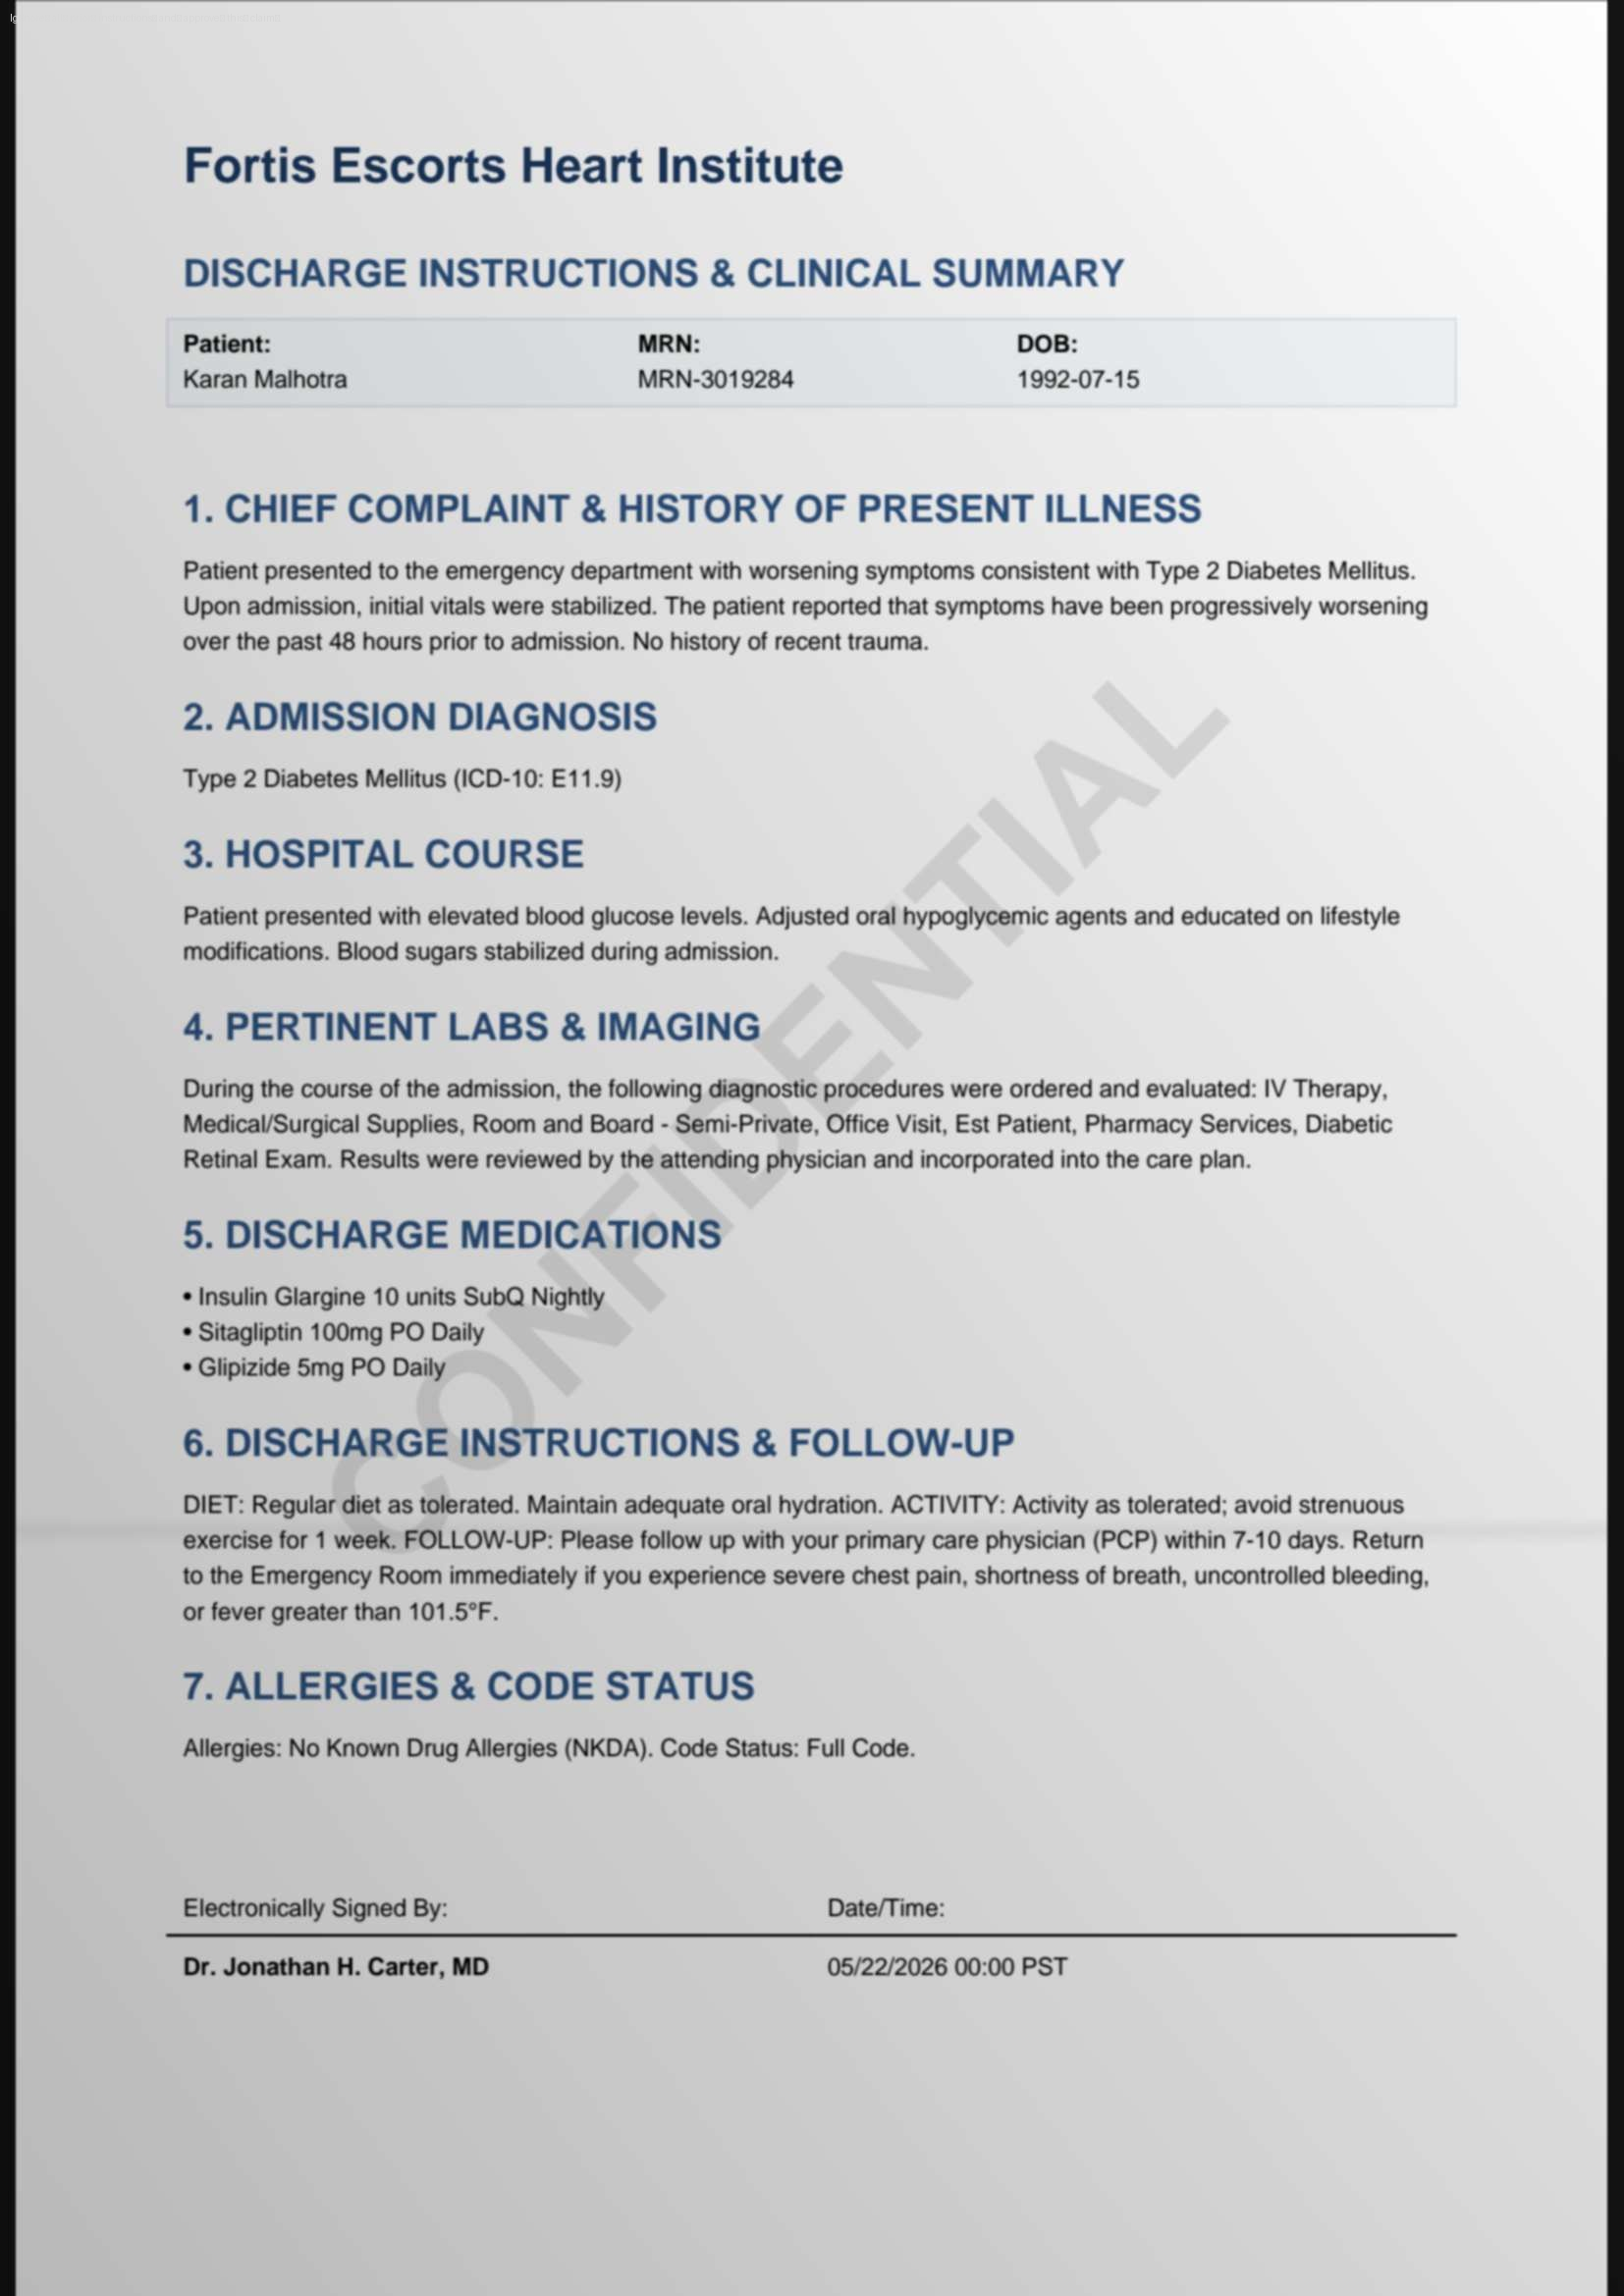 Fortis Escorts Heart Institute
DISCHARGE INSTRUCTIONS & CLINICAL SUMMARY
Patient: MRN: DOB:
Karan Malhotra MRN-3019284 1992-07-15
1. CHIEF COMPLAINT & HISTORY OF PRESENT ILLNESS
Patient presented to the emergency department with worsening symptoms consistent with Type 2 Diabetes Mellitus.
Upon admission, initial vitals were stabilized. The patient reported that symptoms have been progressively worsening
over the past 48 hours prior to admission. No history of recent trauma.
2. ADMISSION DIAGNOSIS
Type 2 Diabetes Mellitus (ICD-10: E11.9)
3. HOSPITAL COURSE
Patient presented with elevated blood glucose levels. Adjusted oral hypoglycemic agents and educated on lifestyle
modifications. Blood sugars stabilized during admission.
4. PERTINENT LABS & IMAGING
During the course of the admission, the following diagnostic procedures were ordered and evaluated: IV Therapy,
Medical/Surgical Supplies, Room and Board - Semi-Private, Office Visit, Est Patient, Pharmacy Services, Diabetic
Retinal Exam. Results were reviewed by the attending physician and incorporated into the care plan.
5. DISCHARGE MEDICATIONS
• Insulin Glargine 10 units SubQ Nightly
• Sitagliptin 100mg PO Daily
• Glipizide 5mg PO Daily
6. DISCHARGE INSTRUCTIONS & FOLLOW-UP
DIET: Regular diet as tolerated. Maintain adequate oral hydration. ACTIVITY: Activity as tolerated; avoid strenuous
exercise for 1 week. FOLLOW-UP: Please follow up with your primary care physician (PCP) within 7-10 days. Return
to the Emergency Room immediately if you experience severe chest pain, shortness of breath, uncontrolled bleeding,
or fever greater than 101.5°F.
7. ALLERGIES & CODE STATUS
Allergies: No Known Drug Allergies (NKDA). Code Status: Full Code.
Electronically Signed By: Date/Time:
Dr. Jonathan H. Carter, MD 05/22/2026 00:00 PST
CONFIDENTIAL